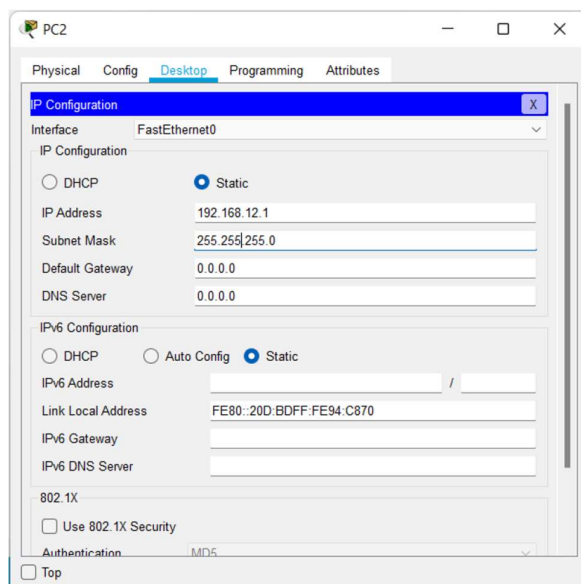 PC2
Physical Config Desktop Programming Attributes
IP Configuration X
Interface FastEthernet0
IP Configuration
DHCP Static
IP Address 192.168.12.1
Subnet Mask 255.255.255.0
Default Gateway 0.0.0.0
DNS Server 0.0.0.0
IPv6 Configuration
DHCP Auto Config Static
IPv6 Address /
Link Local Address FE80::20D:BDFF:FE94:C870
IPv6 Gateway
IPv6 DNS Server
802.1X
Use 802.1X Security
Authentication MD5
Top